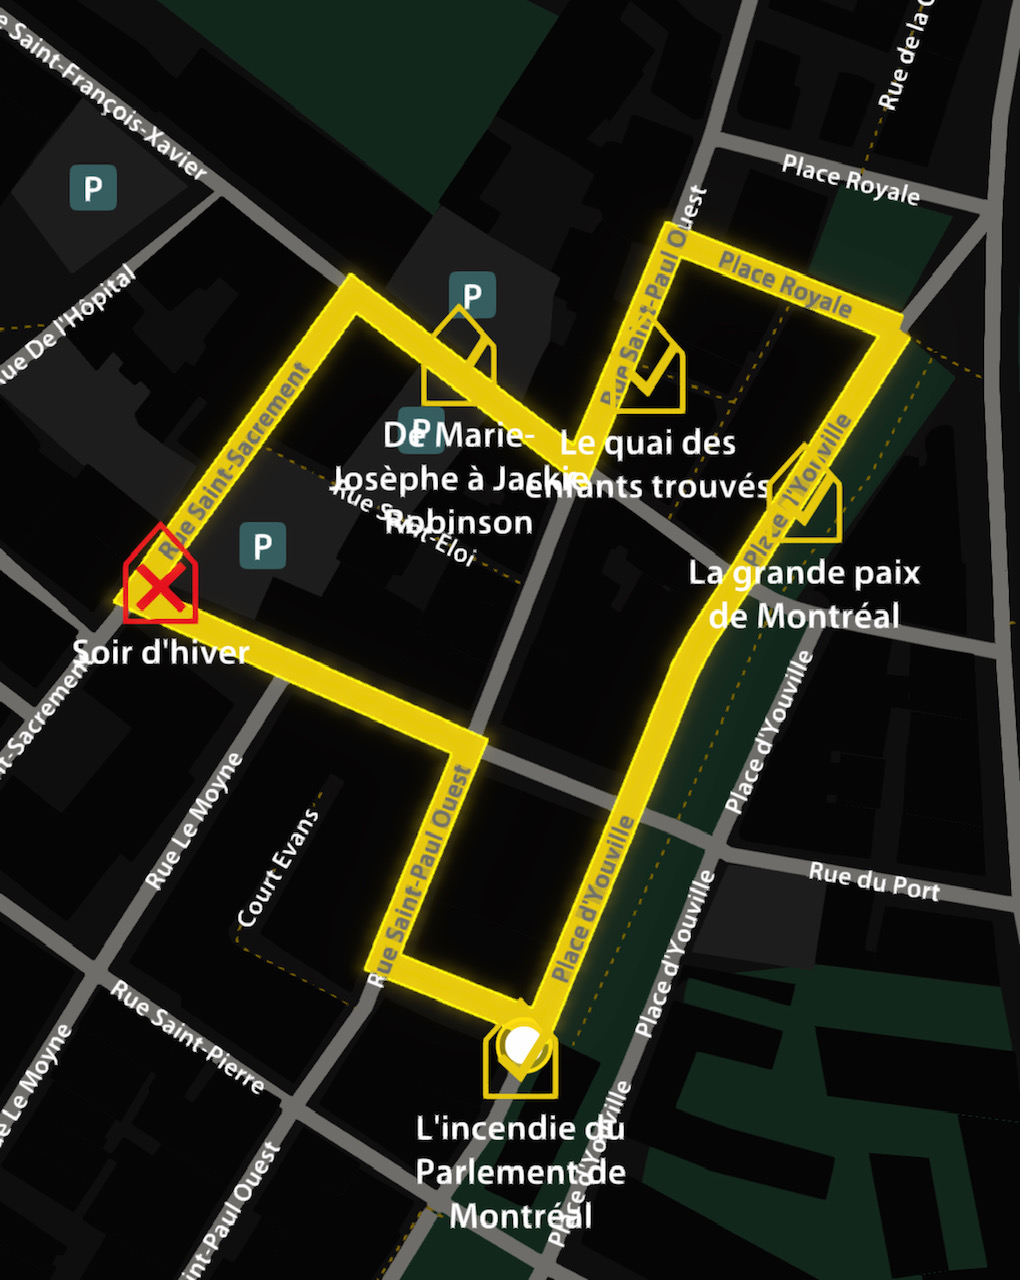 e Saint-François-Xavier
Rue de la
P
Place Royale
Rue Saint-Paul Ouest
Place Royale
ue De l'Hôpital
P
Rue Saint-Sacrement
P
De Marie-
Josèphe à Jackie
Robinson
Le quai des
enfants trouvés
Place d'Youville
Rue Saint-Eloi
P
La grande paix
de Montréal
Soir d'hiver
nt-Sacrement
Place d'Youville
Rue Le Moyne
Rue Saint-Paul Ouest
Court Evans
Place d'Youville
Rue du Port
Place d'Youville
Rue Saint-Pierre
e Le Moyne
L'incendie du
Parlement de
Montréal
Place d'Youville
int-Paul Ouest